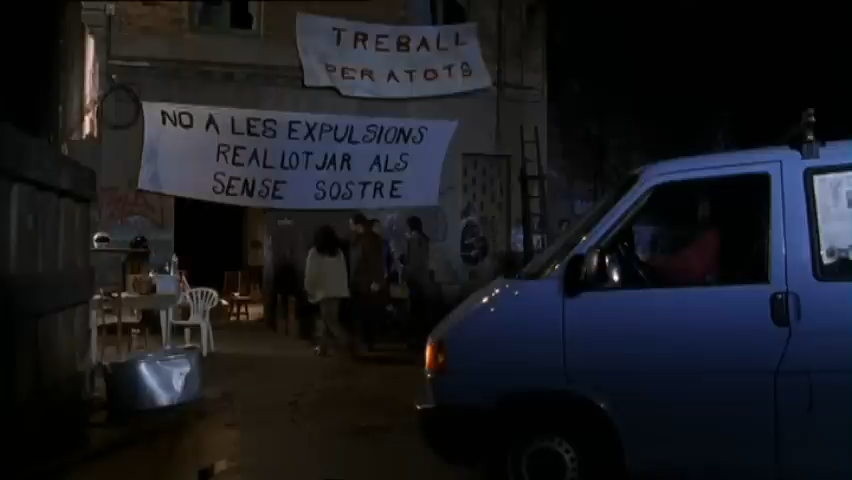 TREBALL
PER A TOTS
NO A LES EXPULSIONS
REALLOTJAR ALS
SENSE SOSTRE